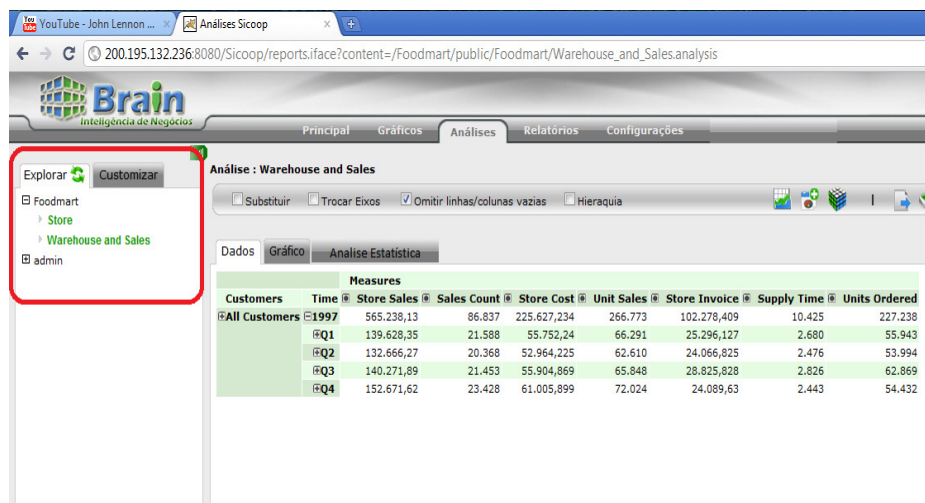 You Tube YouTube - John Lennon ... × Análises Sicoop ×
200.195.132.236:8080/Sicoop/reports.iface?content=/Foodmart/public/Foodmart/Warehouse_and_Sales.analysis
Brain
Inteligência de Negócios
Principal Gráficos Análises Relatórios Configurações
Explorar Customizar
Foodmart
Store
Warehouse and Sales
admin
Análise : Warehouse and Sales
Substituir Trocar Eixos Omitir linhas/colunas vazias Hieraquia
Dados Gráfico Analise Estatística
Measures
Customers Time Store Sales Sales Count Store Cost Unit Sales Store Invoice Supply Time Units Ordered
All Customers 1997 565.238,13 86.837 225.627,234 266.773 102.278,409 10.425 227.238
Q1 139.628,35 21.588 55.752,24 66.291 25.296,127 2.680 55.943
Q2 132.666,27 20.368 52.964,225 62.610 24.066,825 2.476 53.994
Q3 140.271,89 21.453 55.904,869 65.848 28.825,828 2.826 62.869
Q4 152.671,62 23.428 61.005,899 72.024 24.089,63 2.443 54.432